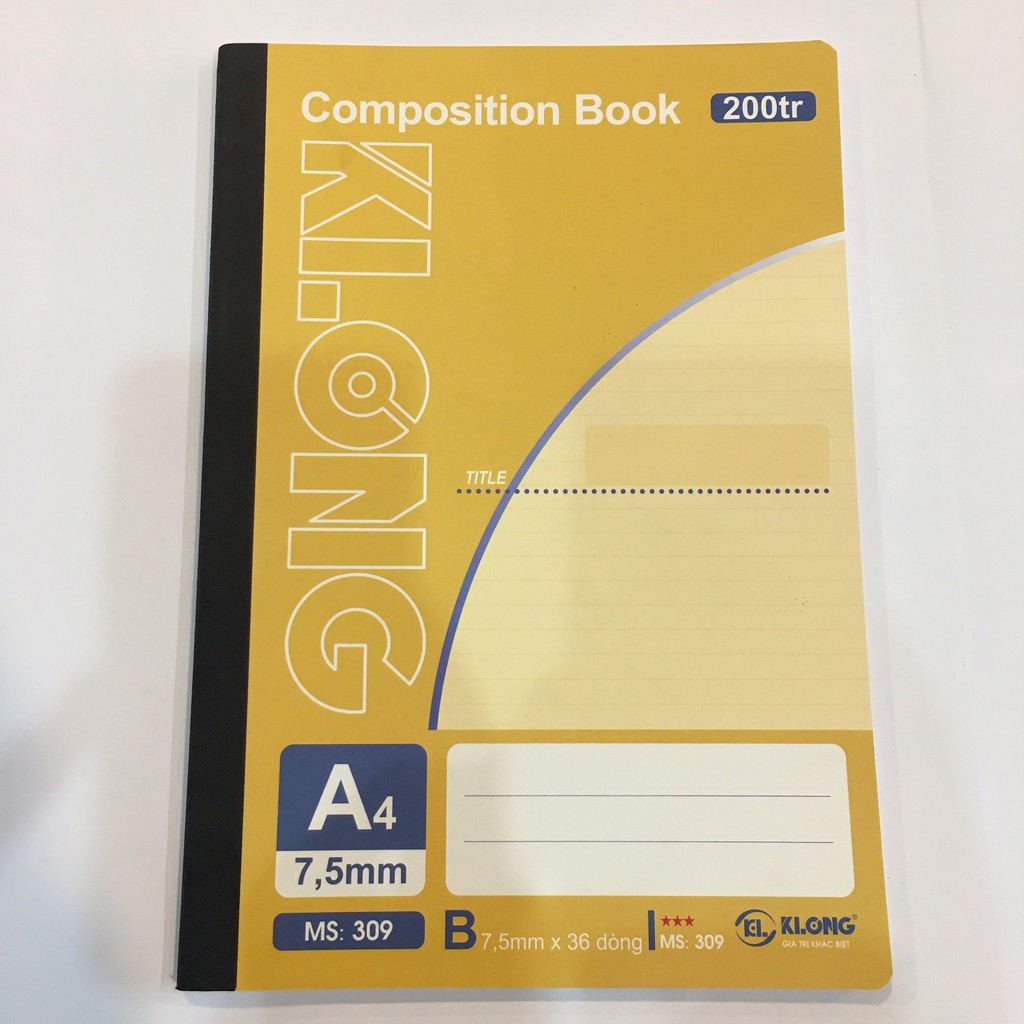 Composition Book 200tr
KLONG
TITLE
A4
7,5mm
MS: 309
B 7,5mm x 36 dòng
★★★
MS: 309
KL
KLONG®
GIÁ TRỊ KHÁC BIỆT